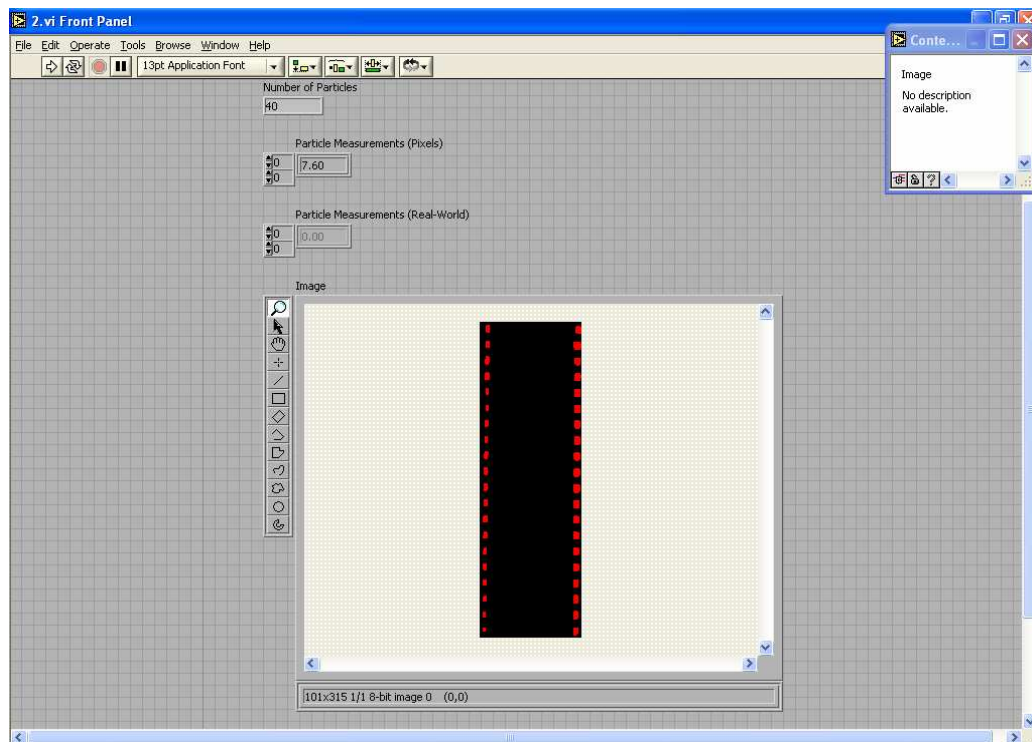 2.vi Front Panel
File Edit Operate Tools Browse Window Help
13pt Application Font
Conte...
Image
No description
available.
Number of Particles
40
Particle Measurements (Pixels)
0
0
7.60
Particle Measurements (Real-World)
0
0
0.00
Image
101x315 1/1 8-bit image 0 (0,0)